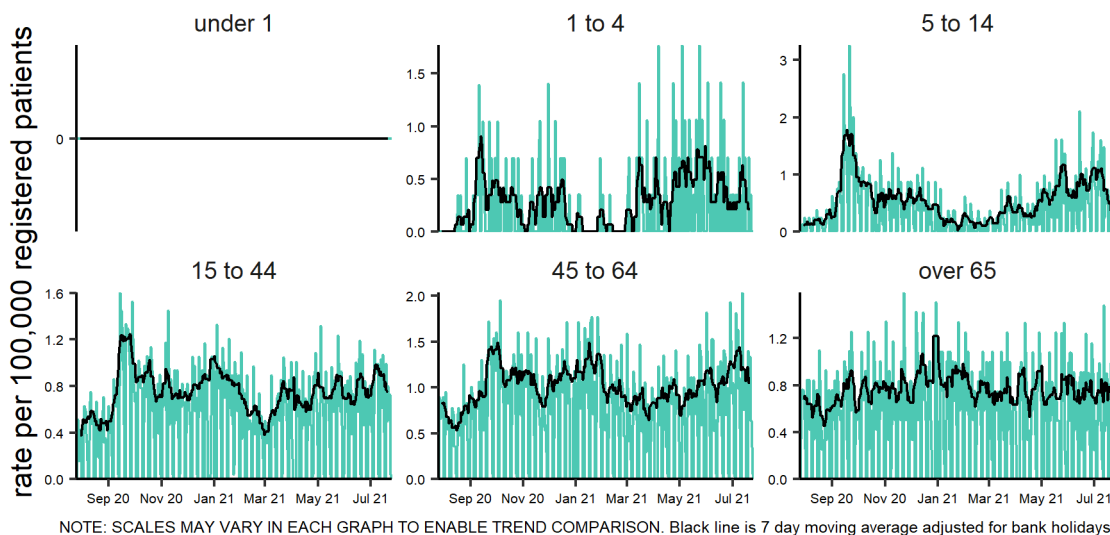 rate per 100,000 registered patients
under 1
1 to 4
5 to 14
0
1.5
1.0
0.5
0.0
3
2
1
0
15 to 44
45 to 64
over 65
1.6
1.2
0.8
0.4
0.0
2.0
1.5
1.0
0.5
0.0
1.2
0.8
0.4
0.0
Sep 20 Nov 20 Jan 21 Mar 21 May 21 Jul 21
Sep 20 Nov 20 Jan 21 Mar 21 May 21 Jul 21
Sep 20 Nov 20 Jan 21 Mar 21 May 21 Jul 21
NOTE: SCALES MAY VARY IN EACH GRAPH TO ENABLE TREND COMPARISON. Black line is 7 day moving average adjusted for bank holidays